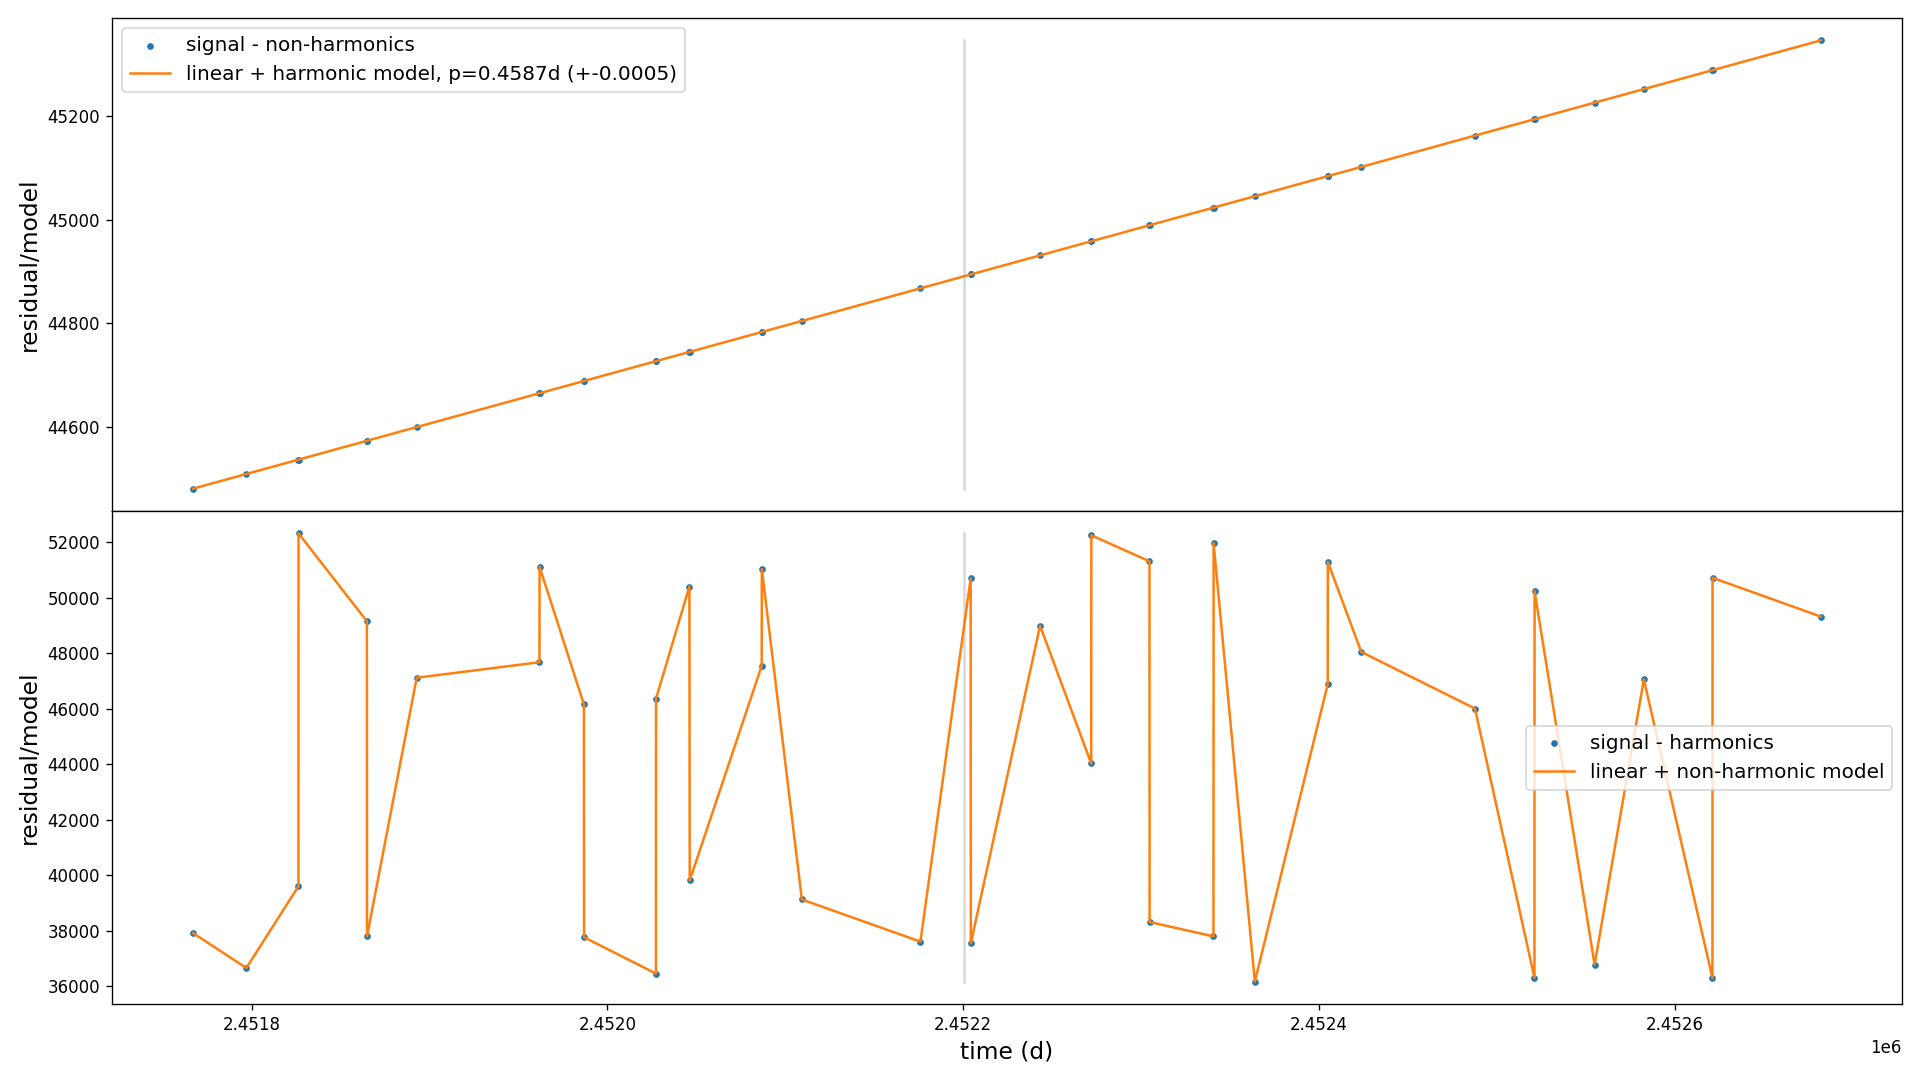 signal - non-harmonics
linear + harmonic model, p=0.4587d (+-0.0005)
45200
45000
44800
44600
residual/model
52000
50000
48000
46000
44000
42000
40000
38000
36000
residual/model
signal - harmonics
linear + non-harmonic model
2.4518
2.4520
2.4522
2.4524
2.4526
1e6
time (d)